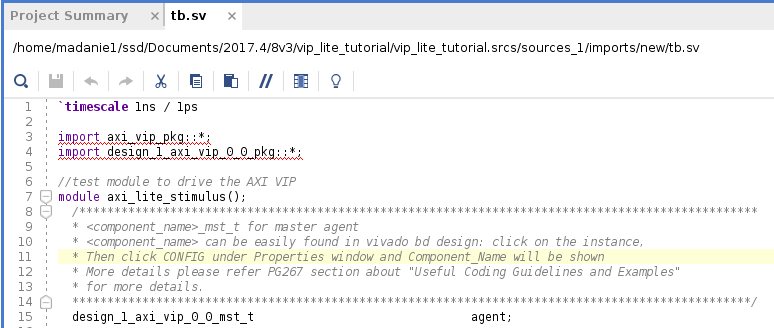 Project Summary × tb.sv ×
/home/madanie1/ssd/Documents/2017.4/8v3/vip_lite_tutorial/vip_lite_tutorial.srcs/sources_1/imports/new/tb.sv
1 `timescale 1ns / 1ps
2
3 import axi_vip_pkg::*;
4 import design_1_axi_vip_0_0_pkg::*;
5
6 //test module to drive the AXI VIP
7 module axi_lite_stimulus();
8 /*************************************************************************************************
9 * <component_name>_mst_t for master agent
10 * <component_name> can be easily found in vivado bd design: click on the instance,
11 * Then click CONFIG under Properties window and Component_Name will be shown
12 * More details please refer PG267 section about "Useful Coding Guidelines and Examples"
13 * for more details.
14 *************************************************************************************************/
15 design_1_axi_vip_0_0_mst_t agent;